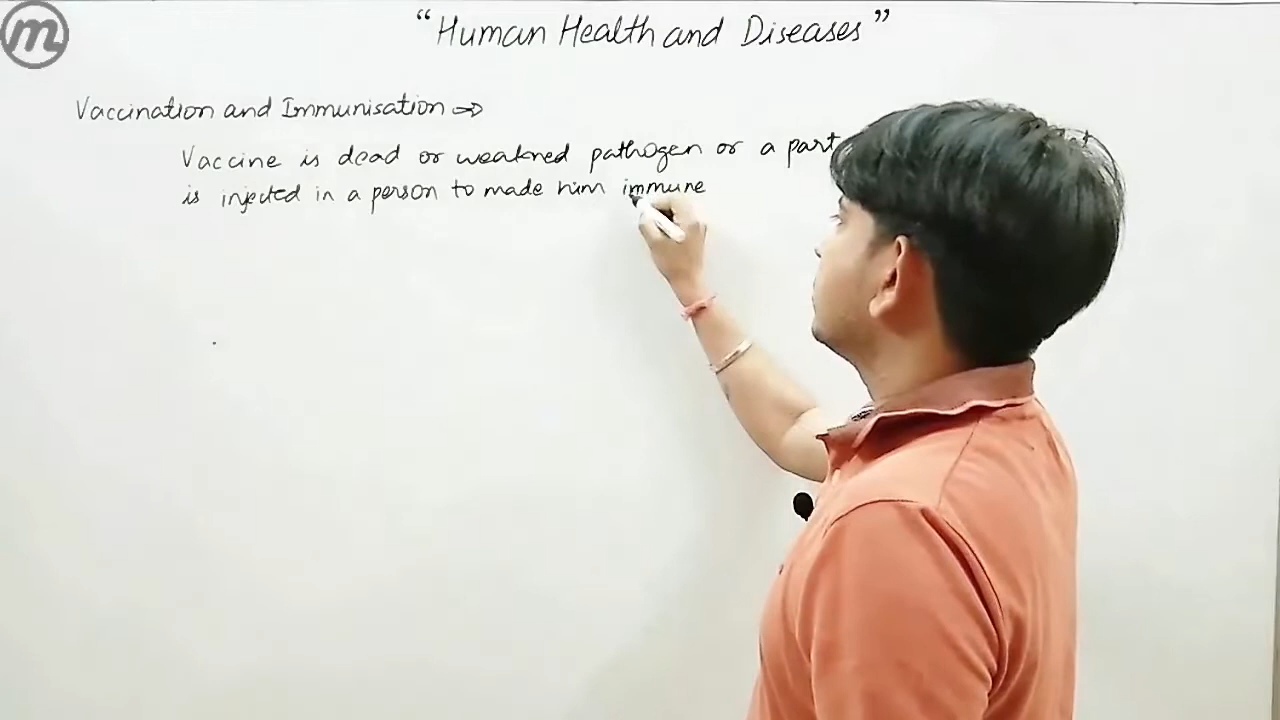 m
“Human Health and Diseases”
Vaccination and Immunisation ⇒
Vaccine is dead or weakned pathogen or a part
is injected in a person to made him immune